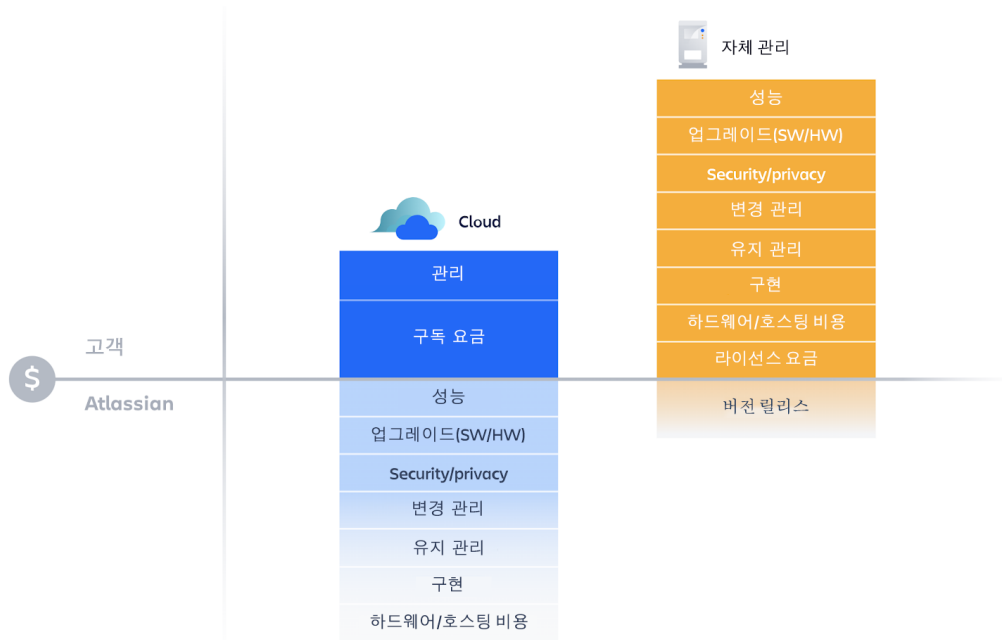 자체 관리
성능
업그레이드(SW/HW)
Security/privacy
변경 관리
유지 관리
구현
하드웨어/호스팅 비용
라이선스 요금
버전 릴리스
Cloud
관리
구독 요금
성능
업그레이드(SW/HW)
Security/privacy
변경 관리
유지 관리
구현
하드웨어/호스팅 비용
$
고객
Atlassian